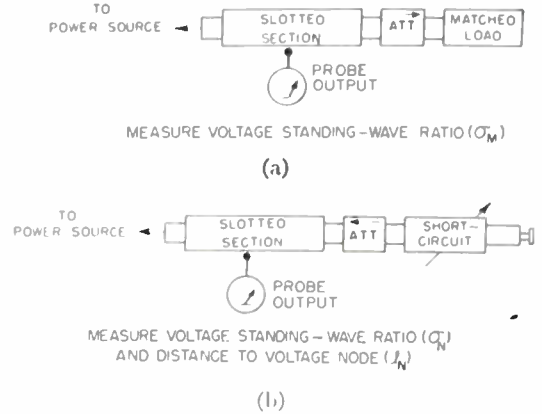 TO
POWER SOURCE
SLOTTED
SECTION
ATT
MATCHED
LOAD
PROBE
OUTPUT
MEASURE VOLTAGE STANDING-WAVE RATIO (σM)
(a)
TO
POWER SOURCE
SLOTTED
SECTION
ATT
SHORT-
CIRCUIT
PROBE
OUTPUT
MEASURE VOLTAGE STANDING-WAVE RATIO (σN)
AND DISTANCE TO VOLTAGE NODE (ℓN)
(b)